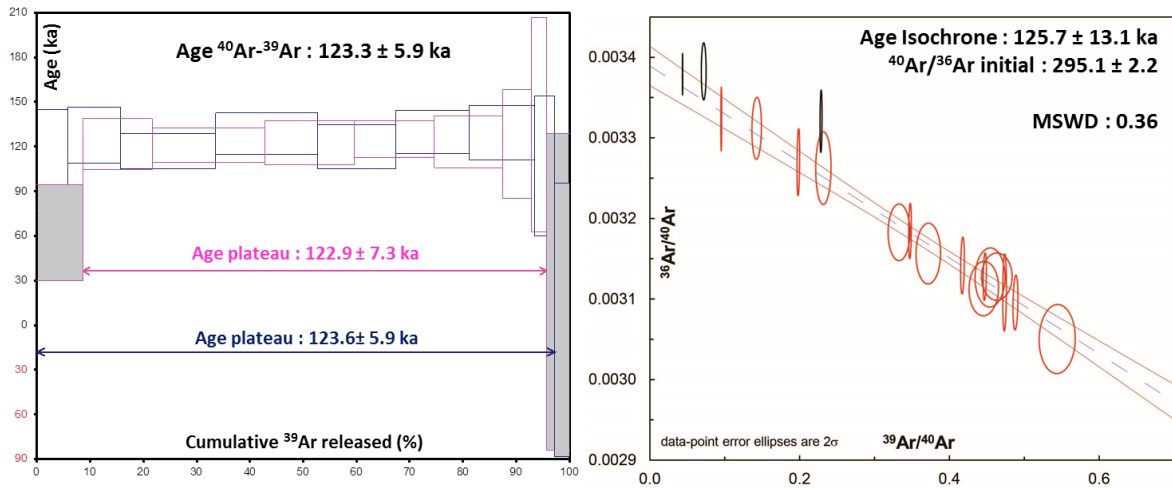 Age (ka)
210
180
150
120
90
60
30
0
30
60
90
Age ⁴⁰Ar-³⁹Ar : 123.3 ± 5.9 ka
Age plateau : 122.9 ± 7.3 ka
Age plateau : 123.6± 5.9 ka
Cumulative ³⁹Ar released (%)
0 10 20 30 40 50 60 70 80 90 100
Age Isochrone : 125.7 ± 13.1 ka
⁴⁰Ar/³⁶Ar initial : 295.1 ± 2.2
MSWD : 0.36
0.0034
0.0033
0.0032
0.0031
0.0030
0.0029
³⁶Ar/⁴⁰Ar
data-point error ellipses are 2σ
³⁹Ar/⁴⁰Ar
0.0 0.2 0.4 0.6